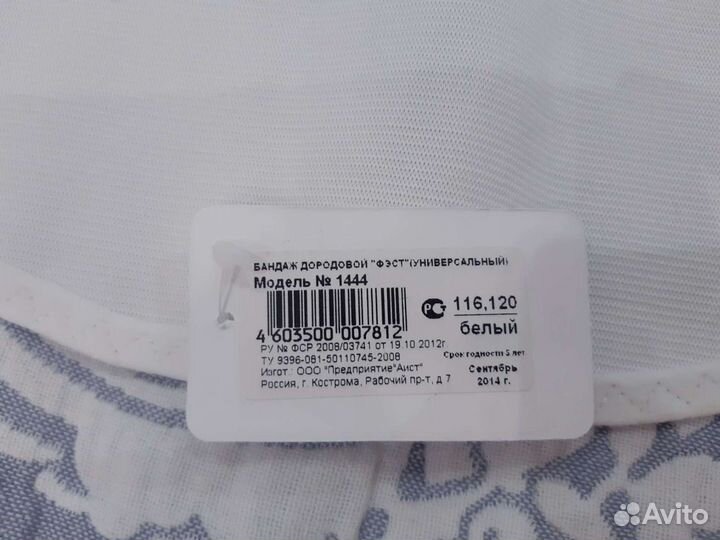 БАНДАЖ ДОРОДОВОЙ "ФЭСТ"(УНИВЕРСАЛЬНЫЙ)
Модель № 1444
4 603500 007812
РСТ 116,120
белый
РУ № ФСР 2008/03741 от 19.10.2012г
ТУ 9396-081-50110745-2008
Срок годности 5 лет
Изгот.: ООО "Предприятие"Аист"
Россия, г. Кострома, Рабочий пр-т, д 7
Сентябрь
2014 г.
Avito